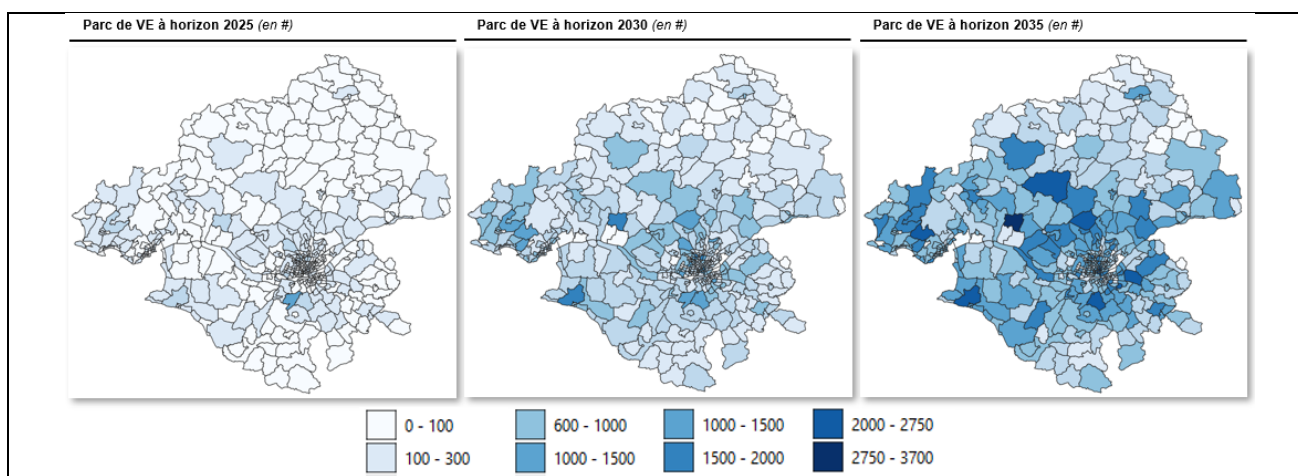 Parc de VE à horizon 2025 (en #) Parc de VE à horizon 2030 (en #) Parc de VE à horizon 2035 (en #)
0 - 100 600 - 1000 1000 - 1500 2000 - 2750
100 - 300 1000 - 1500 1500 - 2000 2750 - 3700